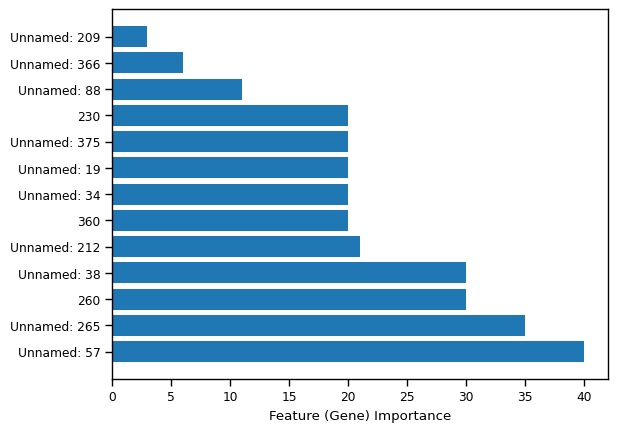 Unnamed: 209
Unnamed: 366
Unnamed: 88
230
Unnamed: 375
Unnamed: 19
Unnamed: 34
360
Unnamed: 212
Unnamed: 38
260
Unnamed: 265
Unnamed: 57
0 5 10 15 20 25 30 35 40
Feature (Gene) Importance